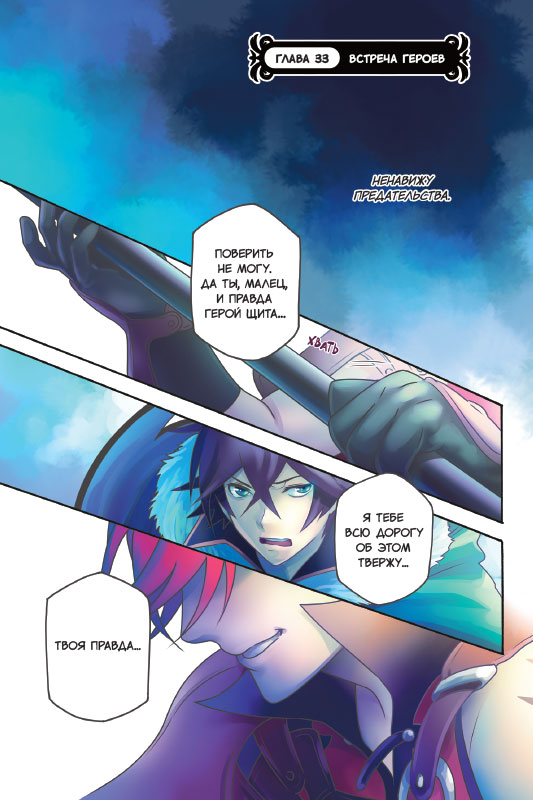 ГЛАВА 33 ВСТРЕЧА ГЕРОЕВ
НЕНАВИЖУ
ПРЕДАТЕЛЬСТВА.
ПОВЕРИТЬ
НЕ МОГУ.
ДА ТЫ, МАЛЕЦ,
И ПРАВДА
ГЕРОЙ ЩИТА...
ХВАТЬ
Я ТЕБЕ
ВСЮ ДОРОГУ
ОБ ЭТОМ
ТВЕРЖУ...
ТВОЯ ПРАВДА...